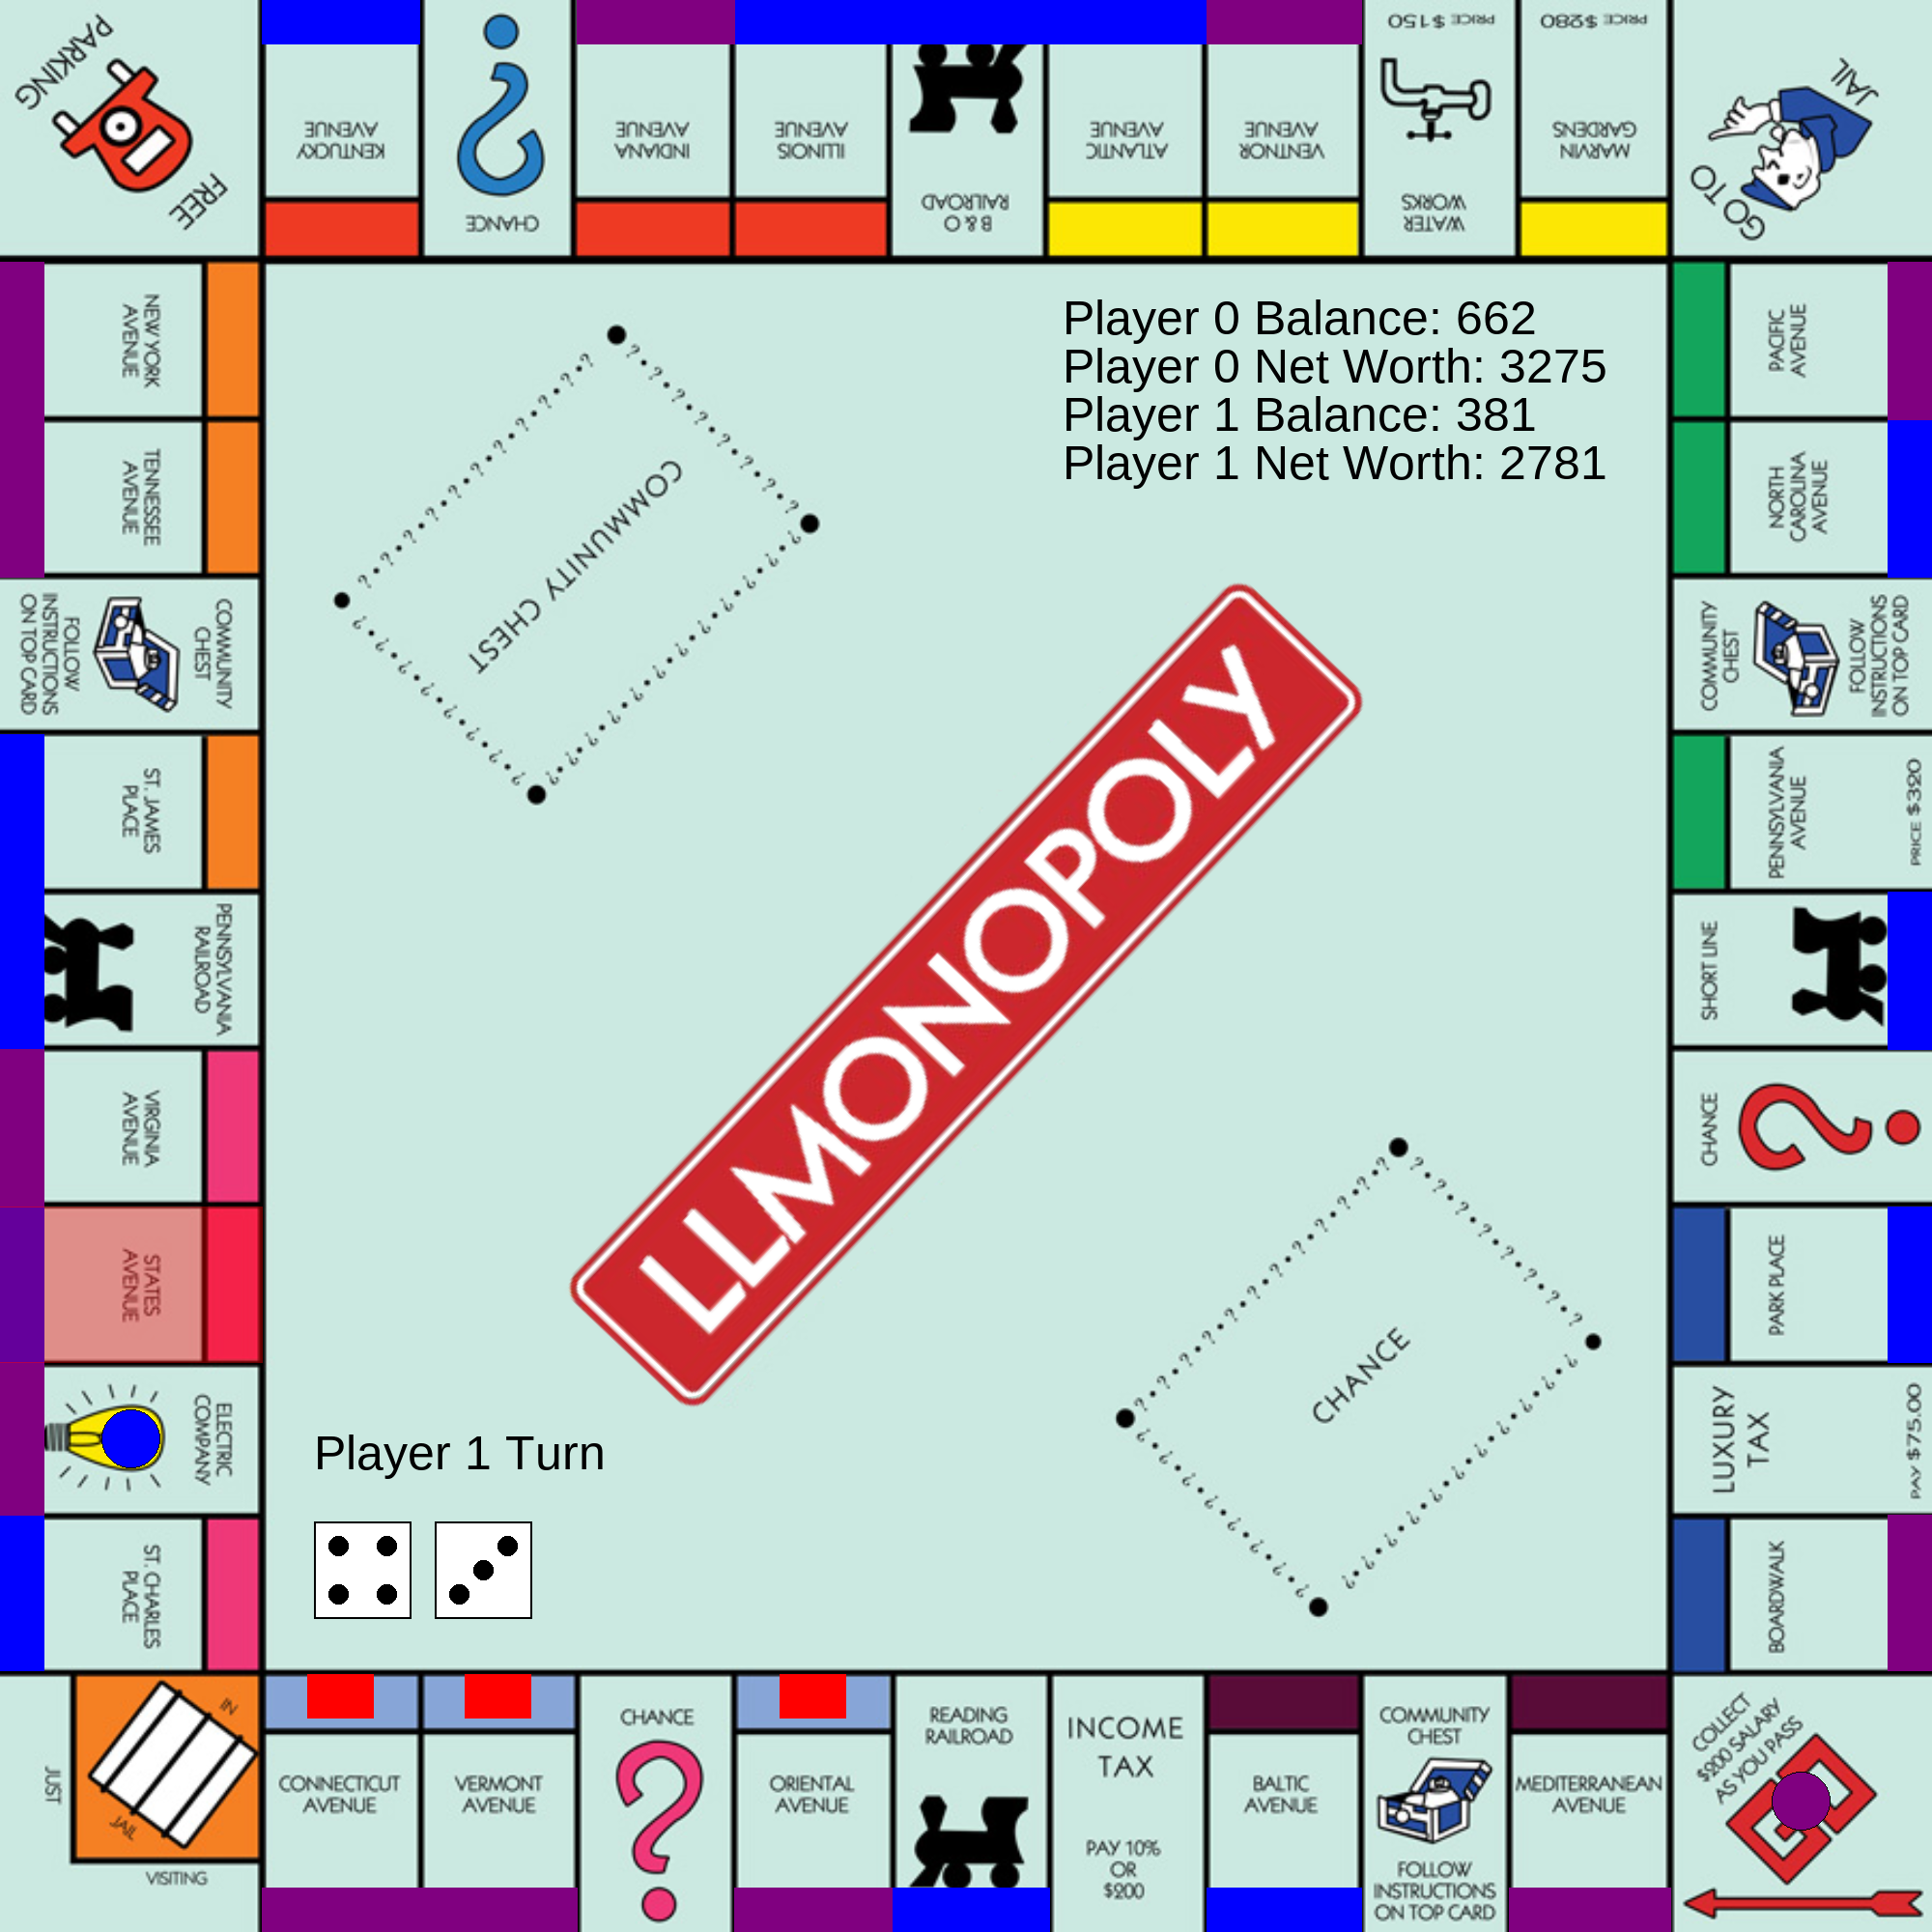 PARKING
FREE
KENTUCKY
AVENUE
CHANCE
INDIANA
AVENUE
ILLINOIS
AVENUE
B & O
RAILROAD
ATLANTIC
AVENUE
VENTNOR
AVENUE
PRICE $150
WATER
WORKS
PRICE $280
MARVIN
GARDENS
GO TO
JAIL
NEW YORK
AVENUE
TENNESSEE
AVENUE
COMMUNITY
CHEST
FOLLOW
INSTRUCTIONS
ON TOP CARD
ST. JAMES
PLACE
PENNSYLVANIA
RAILROAD
VIRGINIA
AVENUE
STATES
AVENUE
ELECTRIC
COMPANY
ST. CHARLES
PLACE
Player 0 Balance: 662
Player 0 Net Worth: 3275
Player 1 Balance: 381
Player 1 Net Worth: 2781
COMMUNITY CHEST
LLMONOPOLY
CHANCE
Player 1 Turn
PACIFIC
AVENUE
NORTH
CAROLINA
AVENUE
COMMUNITY
CHEST
FOLLOW
INSTRUCTIONS
ON TOP CARD
PENNSYLVANIA
AVENUE
PRICE $320
SHORT LINE
CHANCE
PARK PLACE
LUXURY
TAX
PAY $75.00
BOARDWALK
JUST
VISITING
IN
JAIL
CONNECTICUT
AVENUE
VERMONT
AVENUE
CHANCE
ORIENTAL
AVENUE
READING
RAILROAD
INCOME
TAX
PAY 10%
OR
$200
BALTIC
AVENUE
COMMUNITY
CHEST
FOLLOW
INSTRUCTIONS
ON TOP CARD
MEDITERRANEAN
AVENUE
COLLECT
$200 SALARY
AS YOU PASS